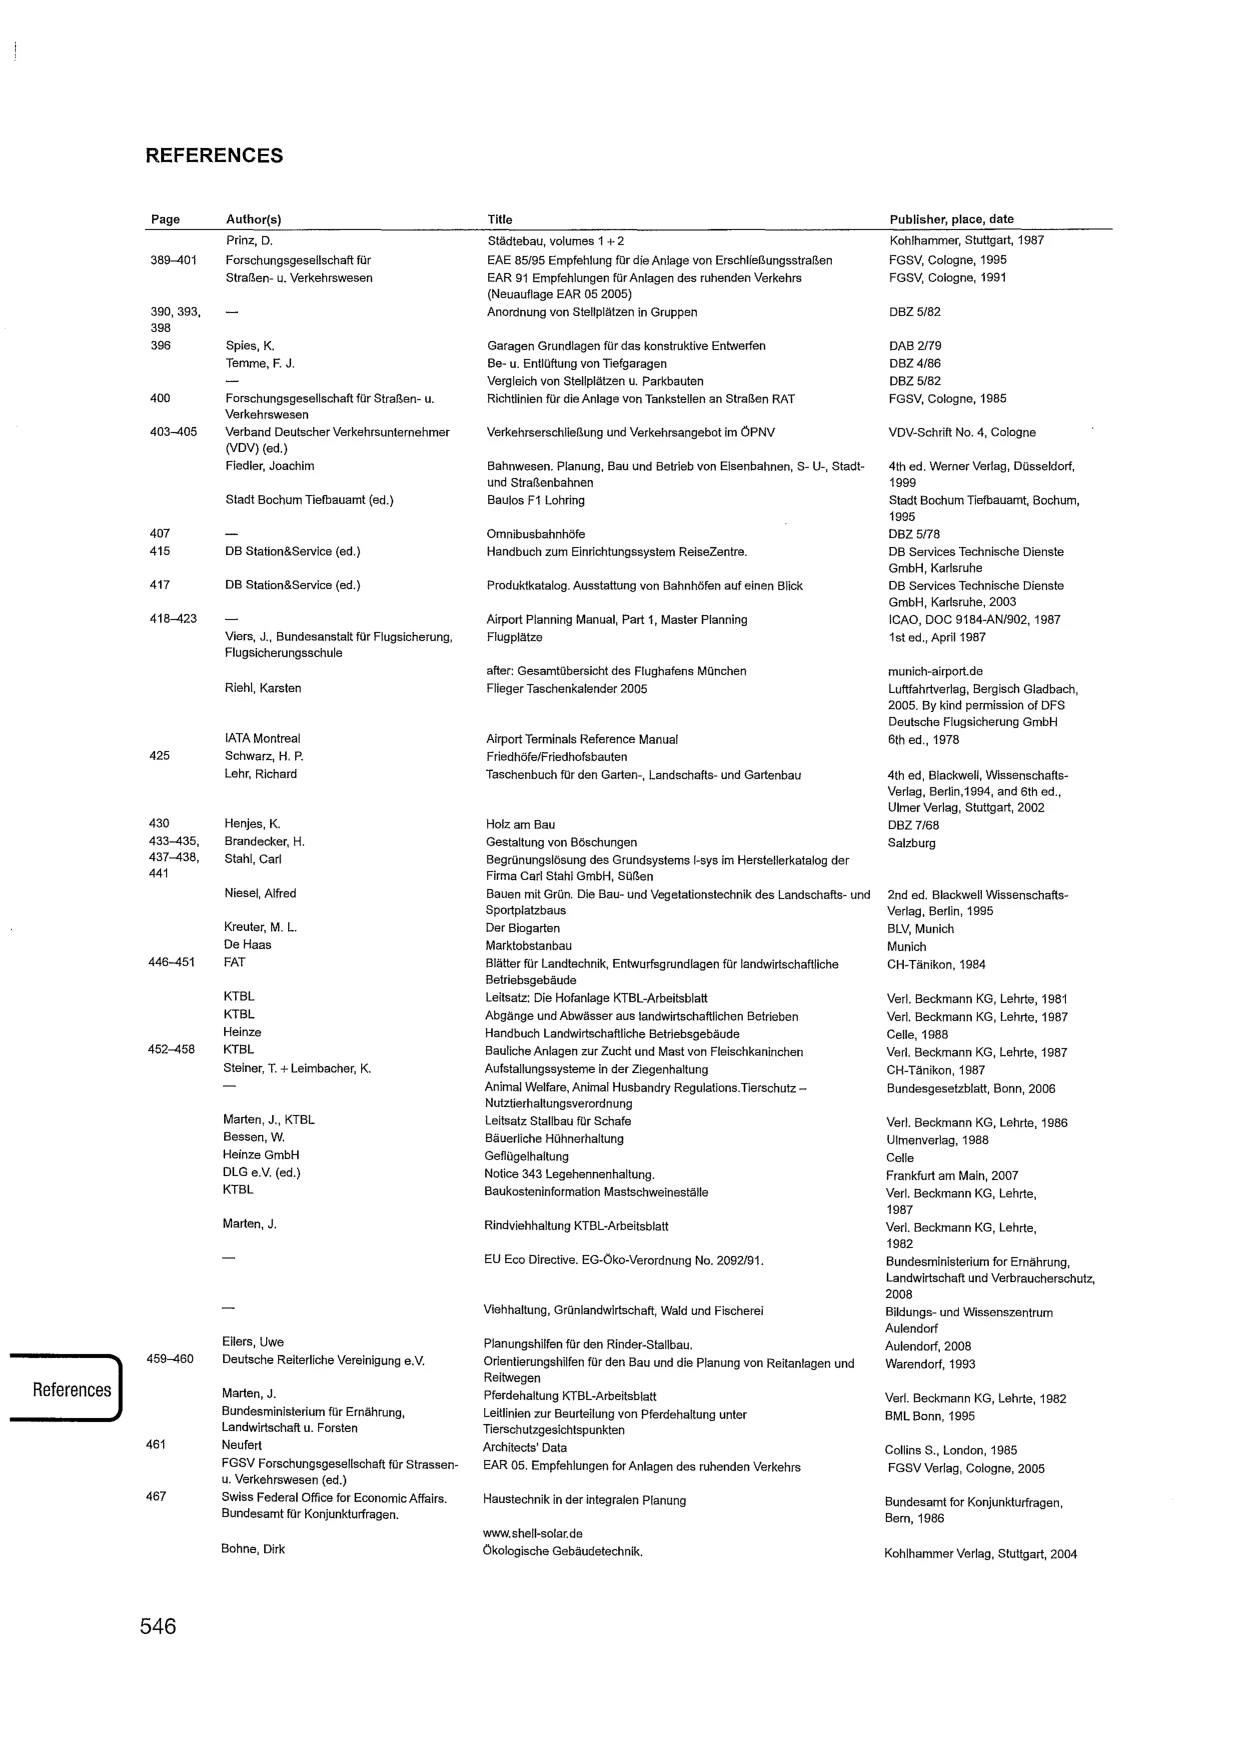 REFERENCES
Page Author(s) Title Publisher, place, date
Prinz, D. Städtebau, volumes 1 + 2 Kohlhammer, Stuttgart, 1987
389–401 Forschungsgesellschaft für EAE 85/95 Empfehlung für die Anlage von Erschließungsstraßen FGSV, Cologne, 1995
Straßen- u. Verkehrswesen EAR 91 Empfehlungen für Anlagen des ruhenden Verkehrs FGSV, Cologne, 1991
(Neuauflage EAR 05 2005)
390, 393, — Anordnung von Stellplätzen in Gruppen DBZ 5/82
398
396 Spies, K. Garagen Grundlagen für das konstruktive Entwerfen DAB 2/79
Temme, F. J. Be- u. Entlüftung von Tiefgaragen DBZ 4/86
— Vergleich von Stellplätzen u. Parkbauten DBZ 5/82
400 Forschungsgesellschaft für Straßen- u. Richtlinien für die Anlage von Tankstellen an Straßen RAT FGSV, Cologne, 1985
Verkehrswesen
403–405 Verband Deutscher Verkehrsunternehmer Verkehrserschließung und Verkehrsangebot im ÖPNV VDV-Schrift No. 4, Cologne
(VDV) (ed.)
Fiedler, Joachim Bahnwesen. Planung, Bau und Betrieb von Eisenbahnen, S- U-, Stadt- 4th ed. Werner Verlag, Düsseldorf,
und Straßenbahnen 1999
Stadt Bochum Tiefbauamt (ed.) Baulos F1 Lohring Stadt Bochum Tiefbauamt, Bochum,
1995
407 — Omnibusbahnhöfe DBZ 5/78
415 DB Station&Service (ed.) Handbuch zum Einrichtungssystem ReiseZentre. DB Services Technische Dienste
GmbH, Karlsruhe
417 DB Station&Service (ed.) Produktkatalog. Ausstattung von Bahnhöfen auf einen Blick DB Services Technische Dienste
GmbH, Karlsruhe, 2003
418–423 — Airport Planning Manual, Part 1, Master Planning ICAO, DOC 9184-AN/902, 1987
Viers, J., Bundesanstalt für Flugsicherung, Flugplätze 1st ed., April 1987
Flugsicherungsschule
after: Gesamtübersicht des Flughafens München munich-airport.de
Riehl, Karsten Flieger Taschenkalender 2005 Luftfahrtverlag, Bergisch Gladbach,
2005. By kind permission of DFS
Deutsche Flugsicherung GmbH
IATA Montreal Airport Terminals Reference Manual 6th ed., 1978
425 Schwarz, H. P. Friedhöfe/Friedhofsbauten
Lehr, Richard Taschenbuch für den Garten-, Landschafts- und Gartenbau 4th ed, Blackwell, Wissenschafts-
Verlag, Berlin,1994, and 6th ed.,
Ulmer Verlag, Stuttgart, 2002
430 Henjes, K. Holz am Bau DBZ 7/68
433–435, Brandecker, H. Gestaltung von Böschungen Salzburg
437–438, Stahl, Carl Begrünungslösung des Grundsystems I-sys im Herstellerkatalog der
441 Firma Carl Stahl GmbH, Süßen
Niesel, Alfred Bauen mit Grün. Die Bau- und Vegetationstechnik des Landschafts- und 2nd ed. Blackwell Wissenschafts-
Sportplatzbaus Verlag, Berlin, 1995
Kreuter, M. L. Der Biogarten BLV, Munich
De Haas Marktobstanbau Munich
446–451 FAT Blätter für Landtechnik, Entwurfsgrundlagen für landwirtschaftliche CH-Tänikon, 1984
Betriebsgebäude
KTBL Leitsatz: Die Hofanlage KTBL-Arbeitsblatt Verl. Beckmann KG, Lehrte, 1981
KTBL Abgänge und Abwässer aus landwirtschaftlichen Betrieben Verl. Beckmann KG, Lehrte, 1987
Heinze Handbuch Landwirtschaftliche Betriebsgebäude Celle, 1988
452–458 KTBL Bauliche Anlagen zur Zucht und Mast von Fleischkaninchen Verl. Beckmann KG, Lehrte, 1987
Steiner, T. + Leimbacher, K. Aufstallungssysteme in der Ziegenhaltung CH-Tänikon, 1987
— Animal Welfare, Animal Husbandry Regulations.Tierschutz – Bundesgesetzblatt, Bonn, 2006
Nutztierhaltungsverordnung
Marten, J., KTBL Leitsatz Stallbau für Schafe Verl. Beckmann KG, Lehrte, 1986
Bessen, W. Bäuerliche Hühnerhaltung Ulmenverlag, 1988
Heinze GmbH Geflügelhaltung Celle
DLG e.V. (ed.) Notice 343 Legehennenhaltung. Frankfurt am Main, 2007
KTBL Baukosteninformation Mastschweineställe Verl. Beckmann KG, Lehrte,
1987
Marten, J. Rindviehhaltung KTBL-Arbeitsblatt Verl. Beckmann KG, Lehrte,
1982
— EU Eco Directive. EG-Öko-Verordnung No. 2092/91. Bundesministerium for Ernährung,
Landwirtschaft und Verbraucherschutz,
2008
— Viehhaltung, Grünlandwirtschaft, Wald und Fischerei Bildungs- und Wissenszentrum
Aulendorf
Eilers, Uwe Planungshilfen für den Rinder-Stallbau. Aulendorf, 2008
459–460 Deutsche Reiterliche Vereinigung e.V. Orientierungshilfen für den Bau und die Planung von Reitanlagen und Warendorf, 1993
Reitwegen
References
Marten, J. Pferdehaltung KTBL-Arbeitsblatt Verl. Beckmann KG, Lehrte, 1982
Bundesministerium für Ernährung, Leitlinien zur Beurteilung von Pferdehaltung unter BML Bonn, 1995
Landwirtschaft u. Forsten Tierschutzgesichtspunkten
461 Neufert Architects' Data Collins S., London, 1985
FGSV Forschungsgesellschaft für Strassen- EAR 05. Empfehlungen for Anlagen des ruhenden Verkehrs FGSV Verlag, Cologne, 2005
u. Verkehrswesen (ed.)
467 Swiss Federal Office for Economic Affairs. Haustechnik in der integralen Planung Bundesamt for Konjunkturfragen,
Bundesamt für Konjunkturfragen. Bern, 1986
www.shell-solar.de
Bohne, Dirk Ökologische Gebäudetechnik. Kohlhammer Verlag, Stuttgart, 2004
546